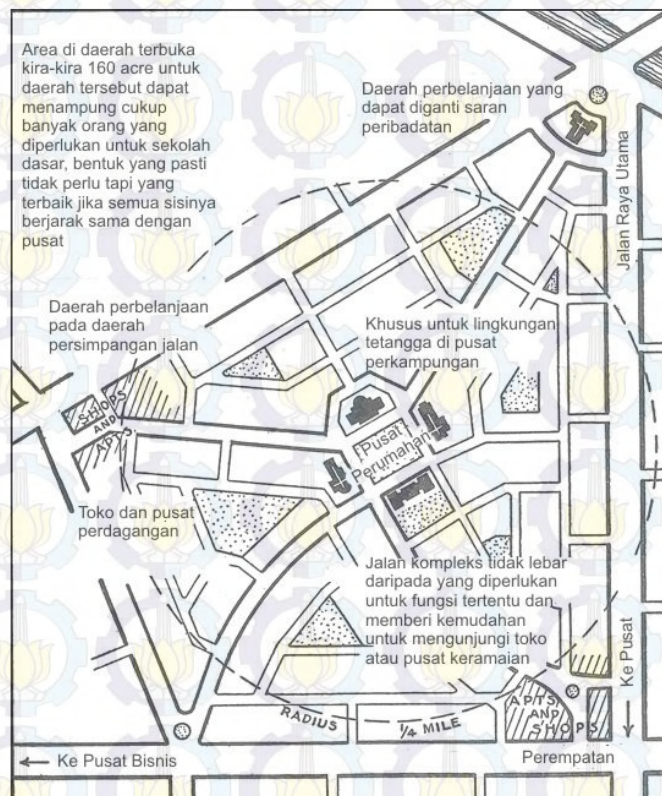 Area di daerah terbuka
kira-kira 160 acre untuk
daerah tersebut dapat
menampung cukup
banyak orang yang
diperlukan untuk sekolah
dasar, bentuk yang pasti
tidak perlu tapi yang
terbaik jika semua sisinya
berjarak sama dengan
pusat
Daerah perbelanjaan yang
dapat diganti saran
peribadatan
Jalan Raya Utama
Daerah perbelanjaan
pada daerah
persimpangan jalan
Khusus untuk lingkungan
tetangga di pusat
perkampungan
SHOPS
AND
APTS
Pusat
Perumahan
Toko dan pusat
perdagangan
Jalan kompleks tidak lebar
daripada yang diperlukan
untuk fungsi tertentu dan
memberi kemudahan
untuk mengunjungi toko
atau pusat keramaian
Ke Pusat
APTS
AND
SHOPS
RADIUS 1/4 MILE
← Ke Pusat Bisnis
Perempatan